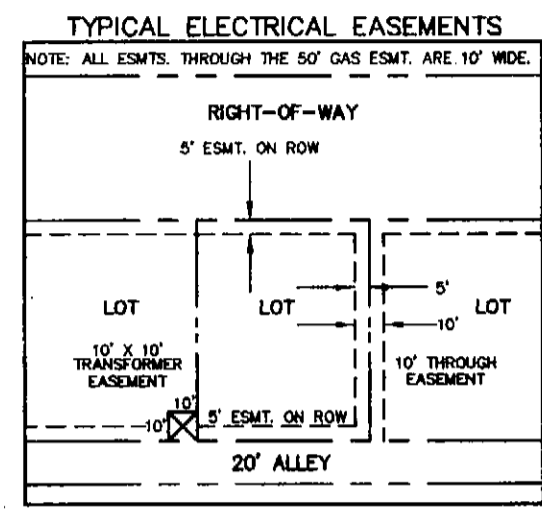 TYPICAL ELECTRICAL EASEMENTS
NOTE: ALL ESMTS. THROUGH THE 50' GAS ESMT. ARE 10' WIDE.
RIGHT-OF-WAY
5' ESMT. ON ROW
5'
LOT
LOT
LOT
10'
10' X 10'
TRANSFORMER
EASEMENT
10' THROUGH
EASEMENT
10'
10'
5' ESMT. ON ROW
20' ALLEY